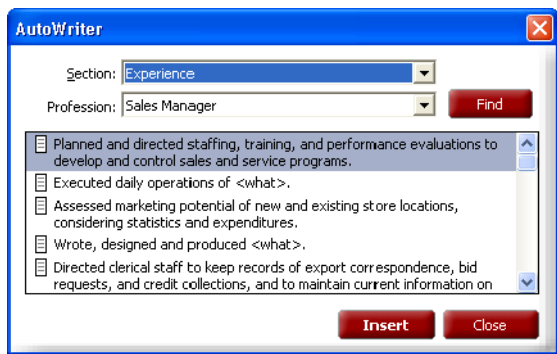 AutoWriter
Section: Experience
Profession: Sales Manager
Find
Planned and directed staffing, training, and performance evaluations to
develop and control sales and service programs.
Executed daily operations of <what>.
Assessed marketing potential of new and existing store locations,
considering statistics and expenditures.
Wrote, designed and produced <what>.
Directed clerical staff to keep records of export correspondence, bid
requests, and credit collections, and to maintain current information on
Insert Close